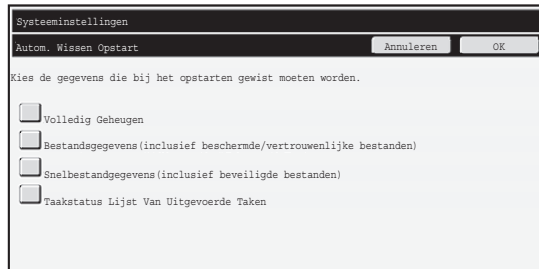 Systeeminstellingen
Autom. Wissen Opstart Annuleren OK
Kies de gegevens die bij het opstarten gewist moeten worden.
Volledig Geheugen
Bestandsgegevens(inclusief beschermde/vertrouwenlijke bestanden)
Snelbestandgegevens(inclusief beveiligde bestanden)
Taakstatus Lijst Van Uitgevoerde Taken